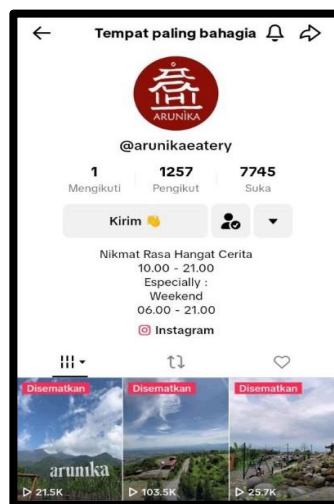 Tempat paling bahagia
ARUNIKA
@arunikaeatery
1 1257 7745
Mengikuti Pengikut Suka
Kirim 👋
Nikmat Rasa Hangat Cerita
10.00 - 21.00
Especially :
Weekend
06.00 - 21.00
Instagram
Disematkan Disematkan Disematkan
arunika
21.5K 103.5K 25.7K